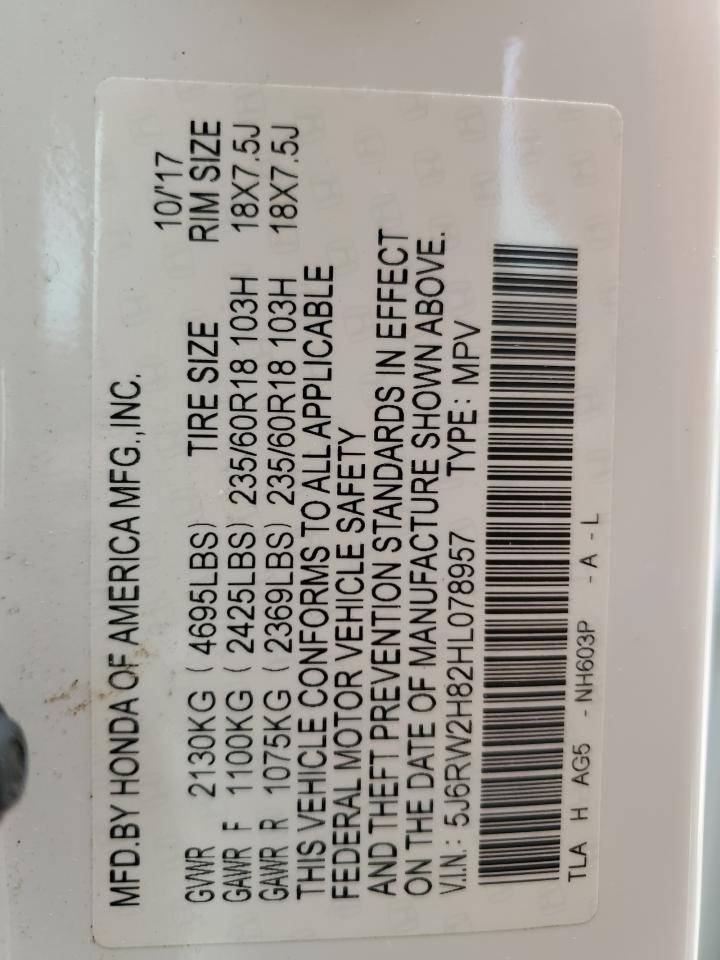 MFD.BY HONDA OF AMERICA MFG.,INC. 10/'17
GVWR 2130KG ( 4695LBS) TIRE SIZE RIM SIZE
GAWR F 1100KG ( 2425LBS) 235/60R18 103H 18X7.5J
GAWR R 1075KG ( 2369LBS) 235/60R18 103H 18X7.5J
THIS VEHICLE CONFORMS TO ALL APPLICABLE
FEDERAL MOTOR VEHICLE SAFETY
AND THEFT PREVENTION STANDARDS IN EFFECT
ON THE DATE OF MANUFACTURE SHOWN ABOVE.
V.I.N.: 5J6RW2H82HL078957 TYPE: MPV
TLA H AG5 - NH603P - A - L